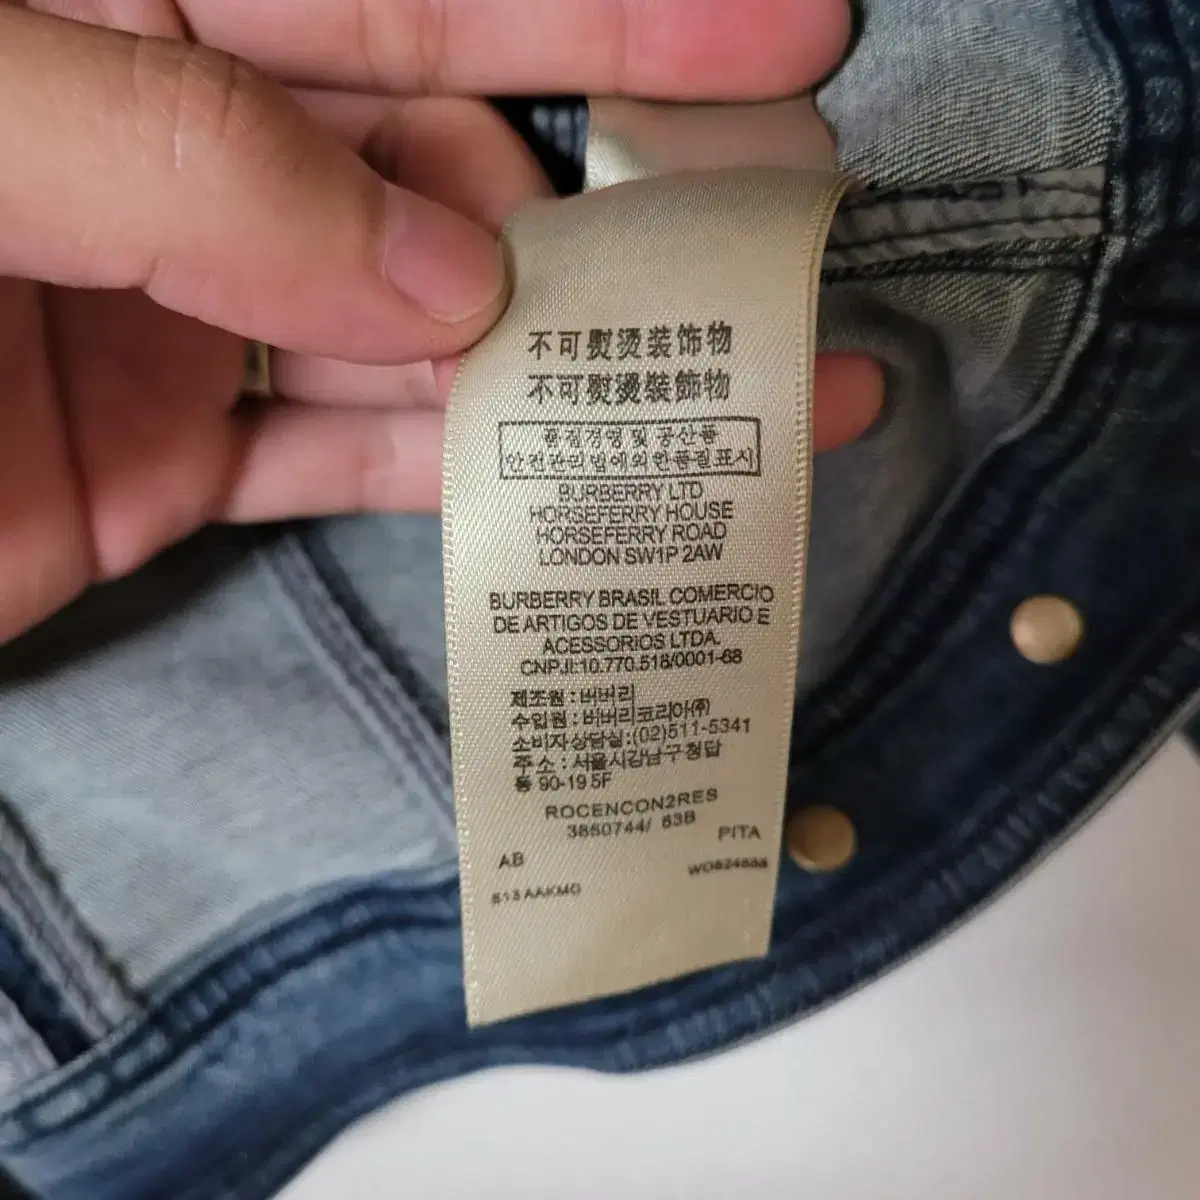 不可熨烫装饰物
不可熨燙裝飾物
품질경영 및 공산품
안전관리법에의한품질표시
BURBERRY LTD
HORSEFERRY HOUSE
HORSEFERRY ROAD
LONDON SW1P 2AW
BURBERRY BRASIL COMERCIO
DE ARTIGOS DE VESTUARIO E
ACESSORIOS LTDA.
CNPJI:10.770.518/0001-68
제조원 : 버버리
수입원 : 버버리코리아(주)
소비자상담실:(02)511-5341
주소 : 서울시강남구청담
동 90-19 5F
ROCENCON2RES
3850744/ 63B
PITA
AB